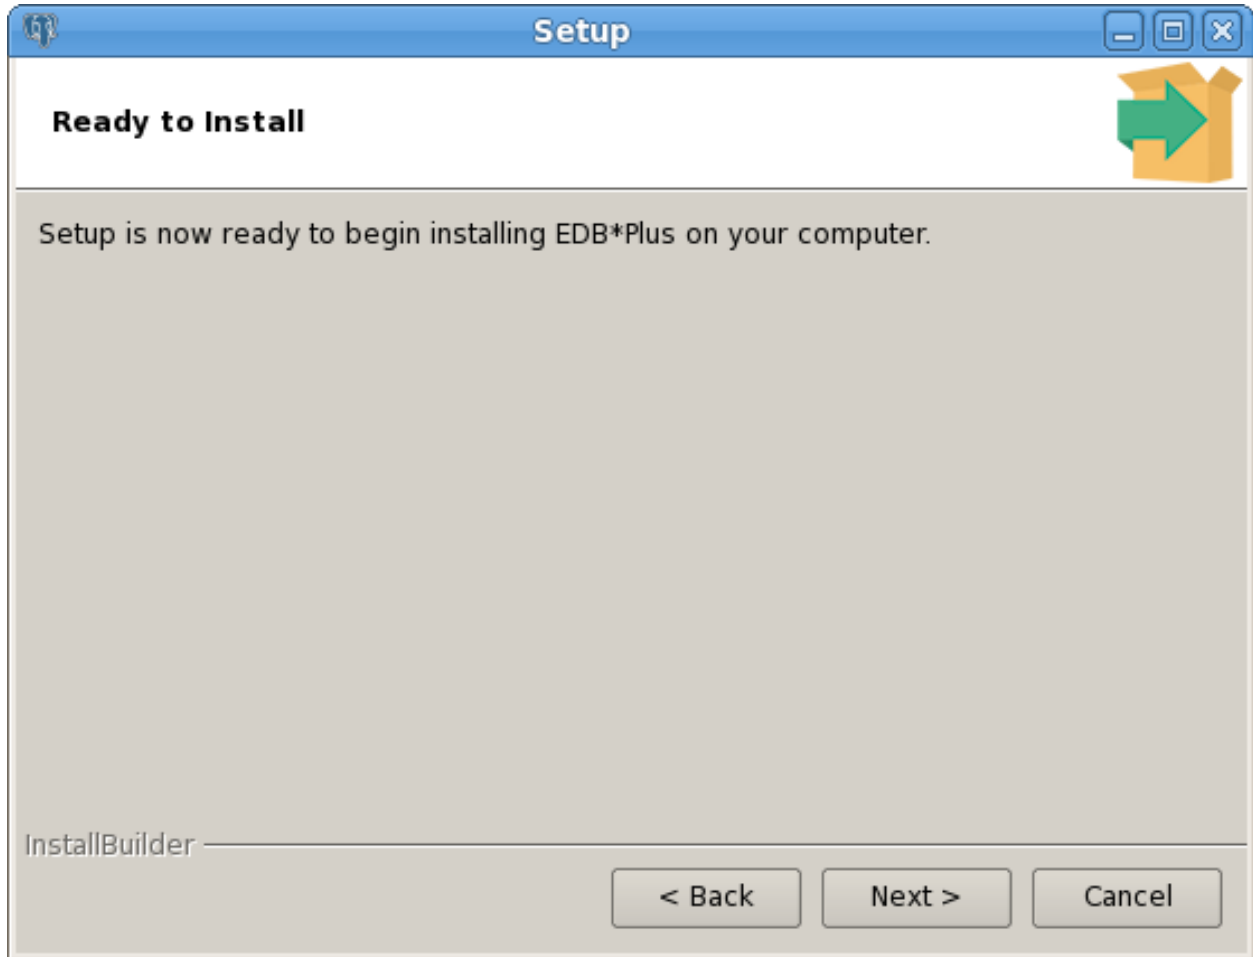 Setup
Ready to Install
Setup is now ready to begin installing EDB*Plus on your computer.
InstallBuilder
< Back
Next >
Cancel